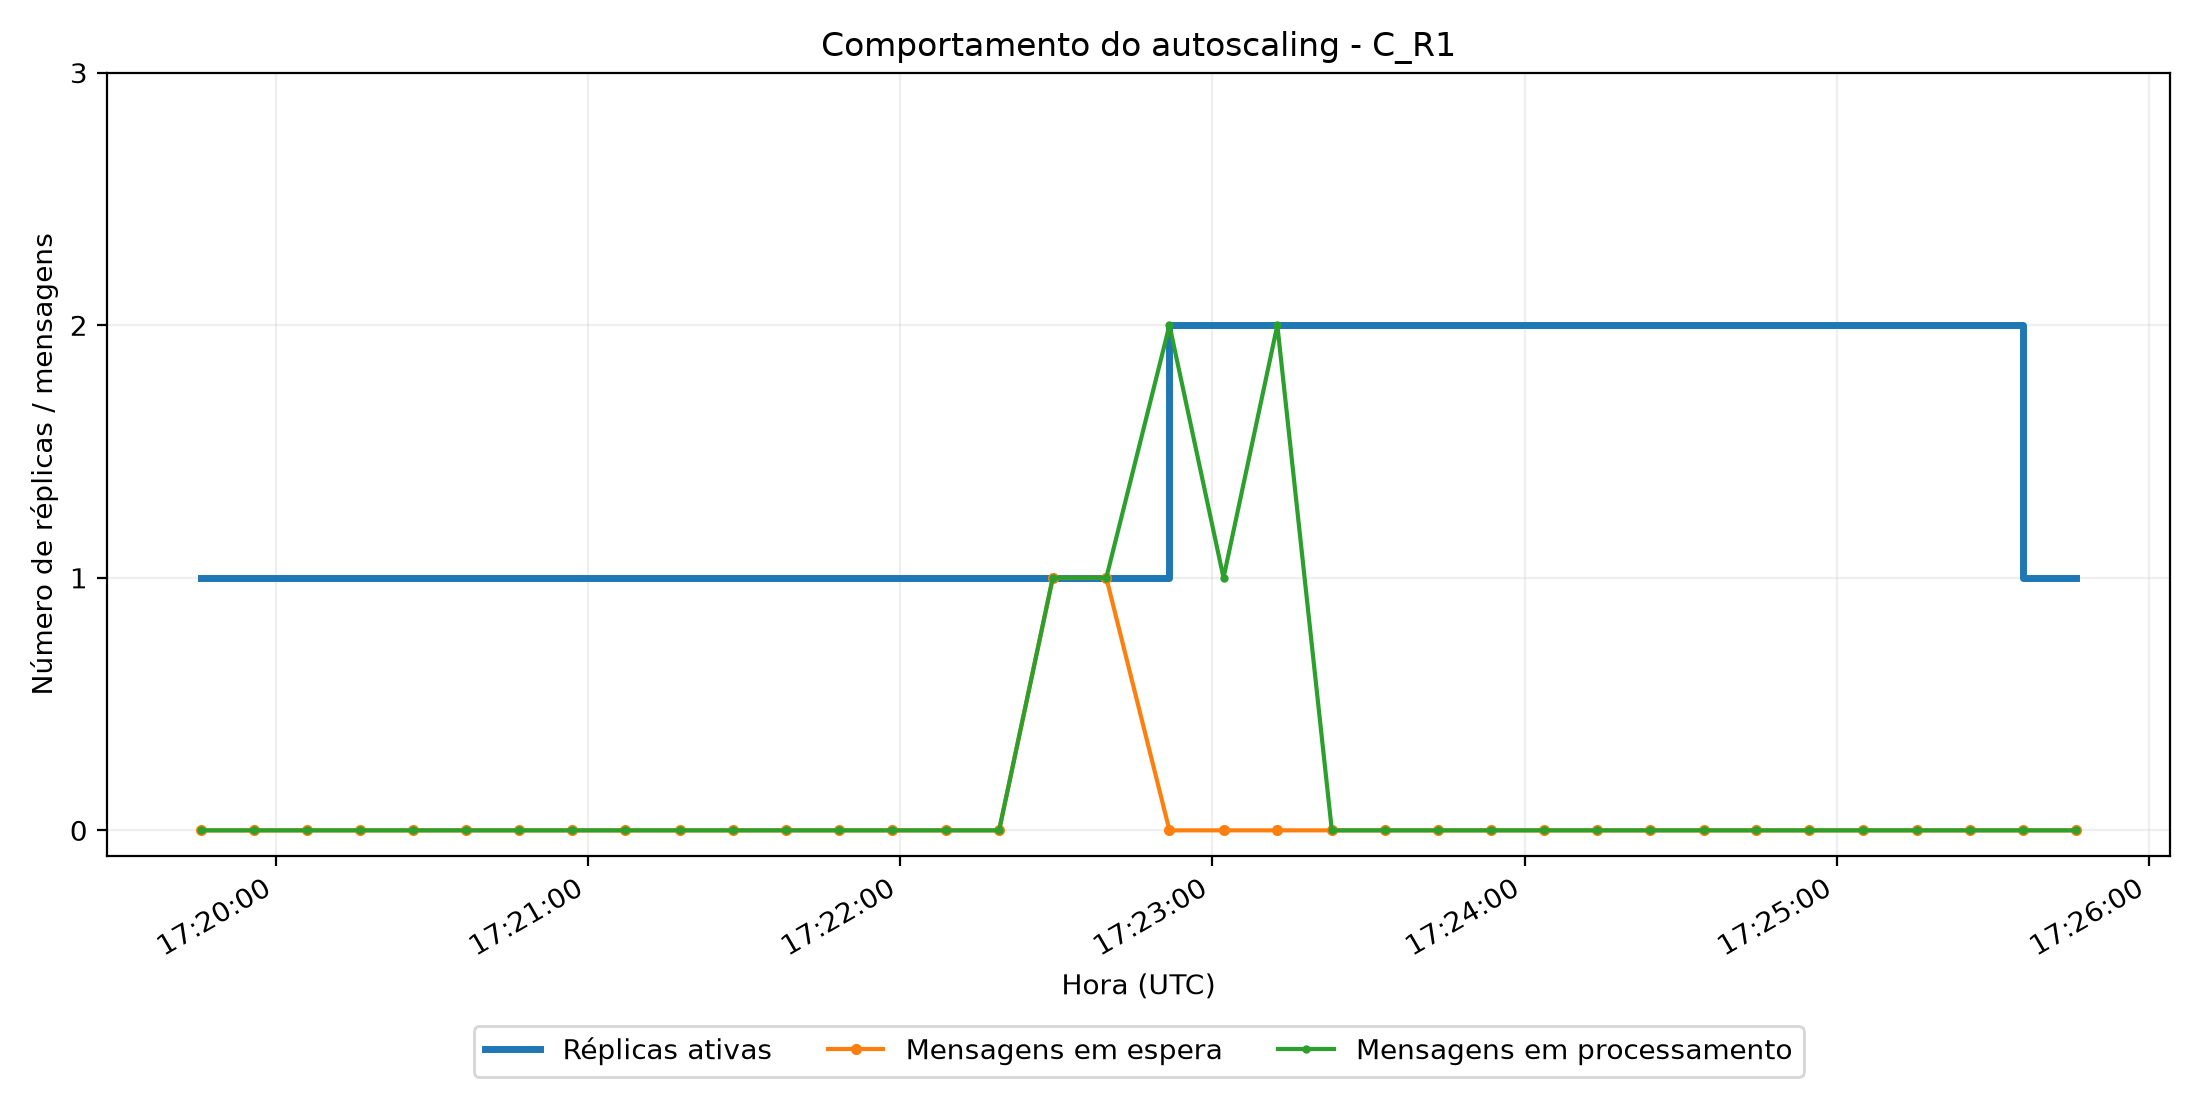 Comportamento do autoscaling - C_R1
Número de réplicas / mensagens
3
2
1
0
17:20:00
17:21:00
17:22:00
17:23:00
17:24:00
17:25:00
17:26:00
Hora (UTC)
Réplicas ativas
Mensagens em espera
Mensagens em processamento